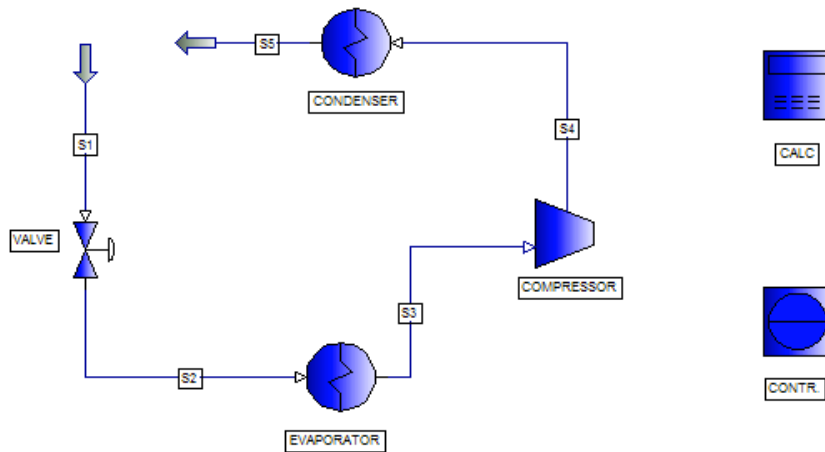 S5
CONDENSER
S4
S1
CALC
VALVE
COMPRESSOR
S3
S2
CONTR.
EVAPORATOR